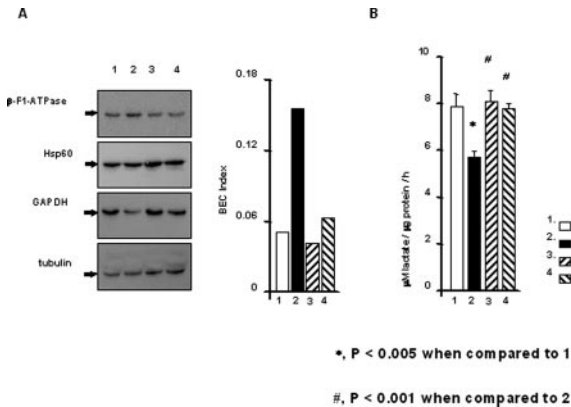 A
B
1 2 3 4
β-F1-ATPase
Hsp60
GAPDH
tubulin
0.18
0.12
0.06
0
BEC Index
1 2 3 4
10
8
6
4
2
0
µM lactate / µg protein / h
#
#
*
1 2 3 4
1.
2.
3.
4
*, P < 0.005 when compared to 1
#, P < 0.001 when compared to 2